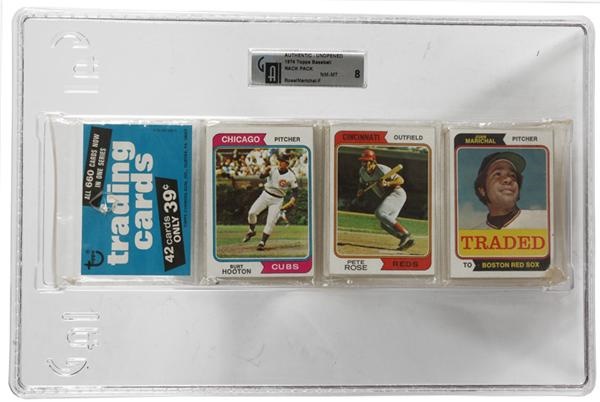 AUTHENTIC - UNOPENED
1974 Topps Baseball
RACK PACK
NM-MT 8
Rose/Marichal-F
GAI
GAI
ALL 660 CARDS NOW
IN ONE SERIES
trading
cards
42 cards
ONLY 39¢
CHICAGO PITCHER
BURT
HOOTON
CUBS
CINCINNATI OUTFIELD
PETE
ROSE
REDS
JUAN
MARICHAL PITCHER
TRADED
TO BOSTON RED SOX